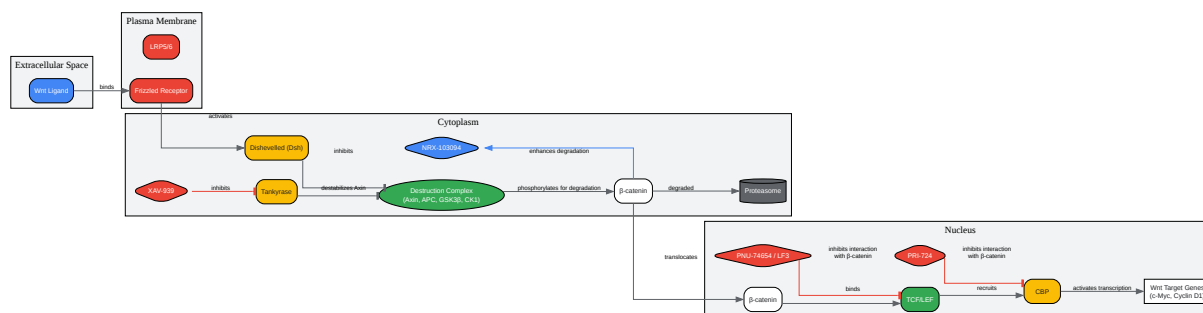 Plasma Membrane
LRP5/6
Extracellular Space
Wnt Ligand
binds
Frizzled Receptor
activates
Cytoplasm
Dishevelled (Dsh)
inhibits
NRX-103094
enhances degradation
XAV-939
inhibits
Tankyrase
destabilizes Axin
Destruction Complex
(Axin, APC, GSK3β, CK1)
phosphorylates for degradation
β-catenin
degraded
Proteasome
translocates
Nucleus
PNU-74654 / LF3
inhibits interaction
with β-catenin
PRI-724
inhibits interaction
with β-catenin
β-catenin
binds
TCF/LEF
recruits
CBP
activates transcription
Wnt Target Genes
(c-Myc, Cyclin D1)